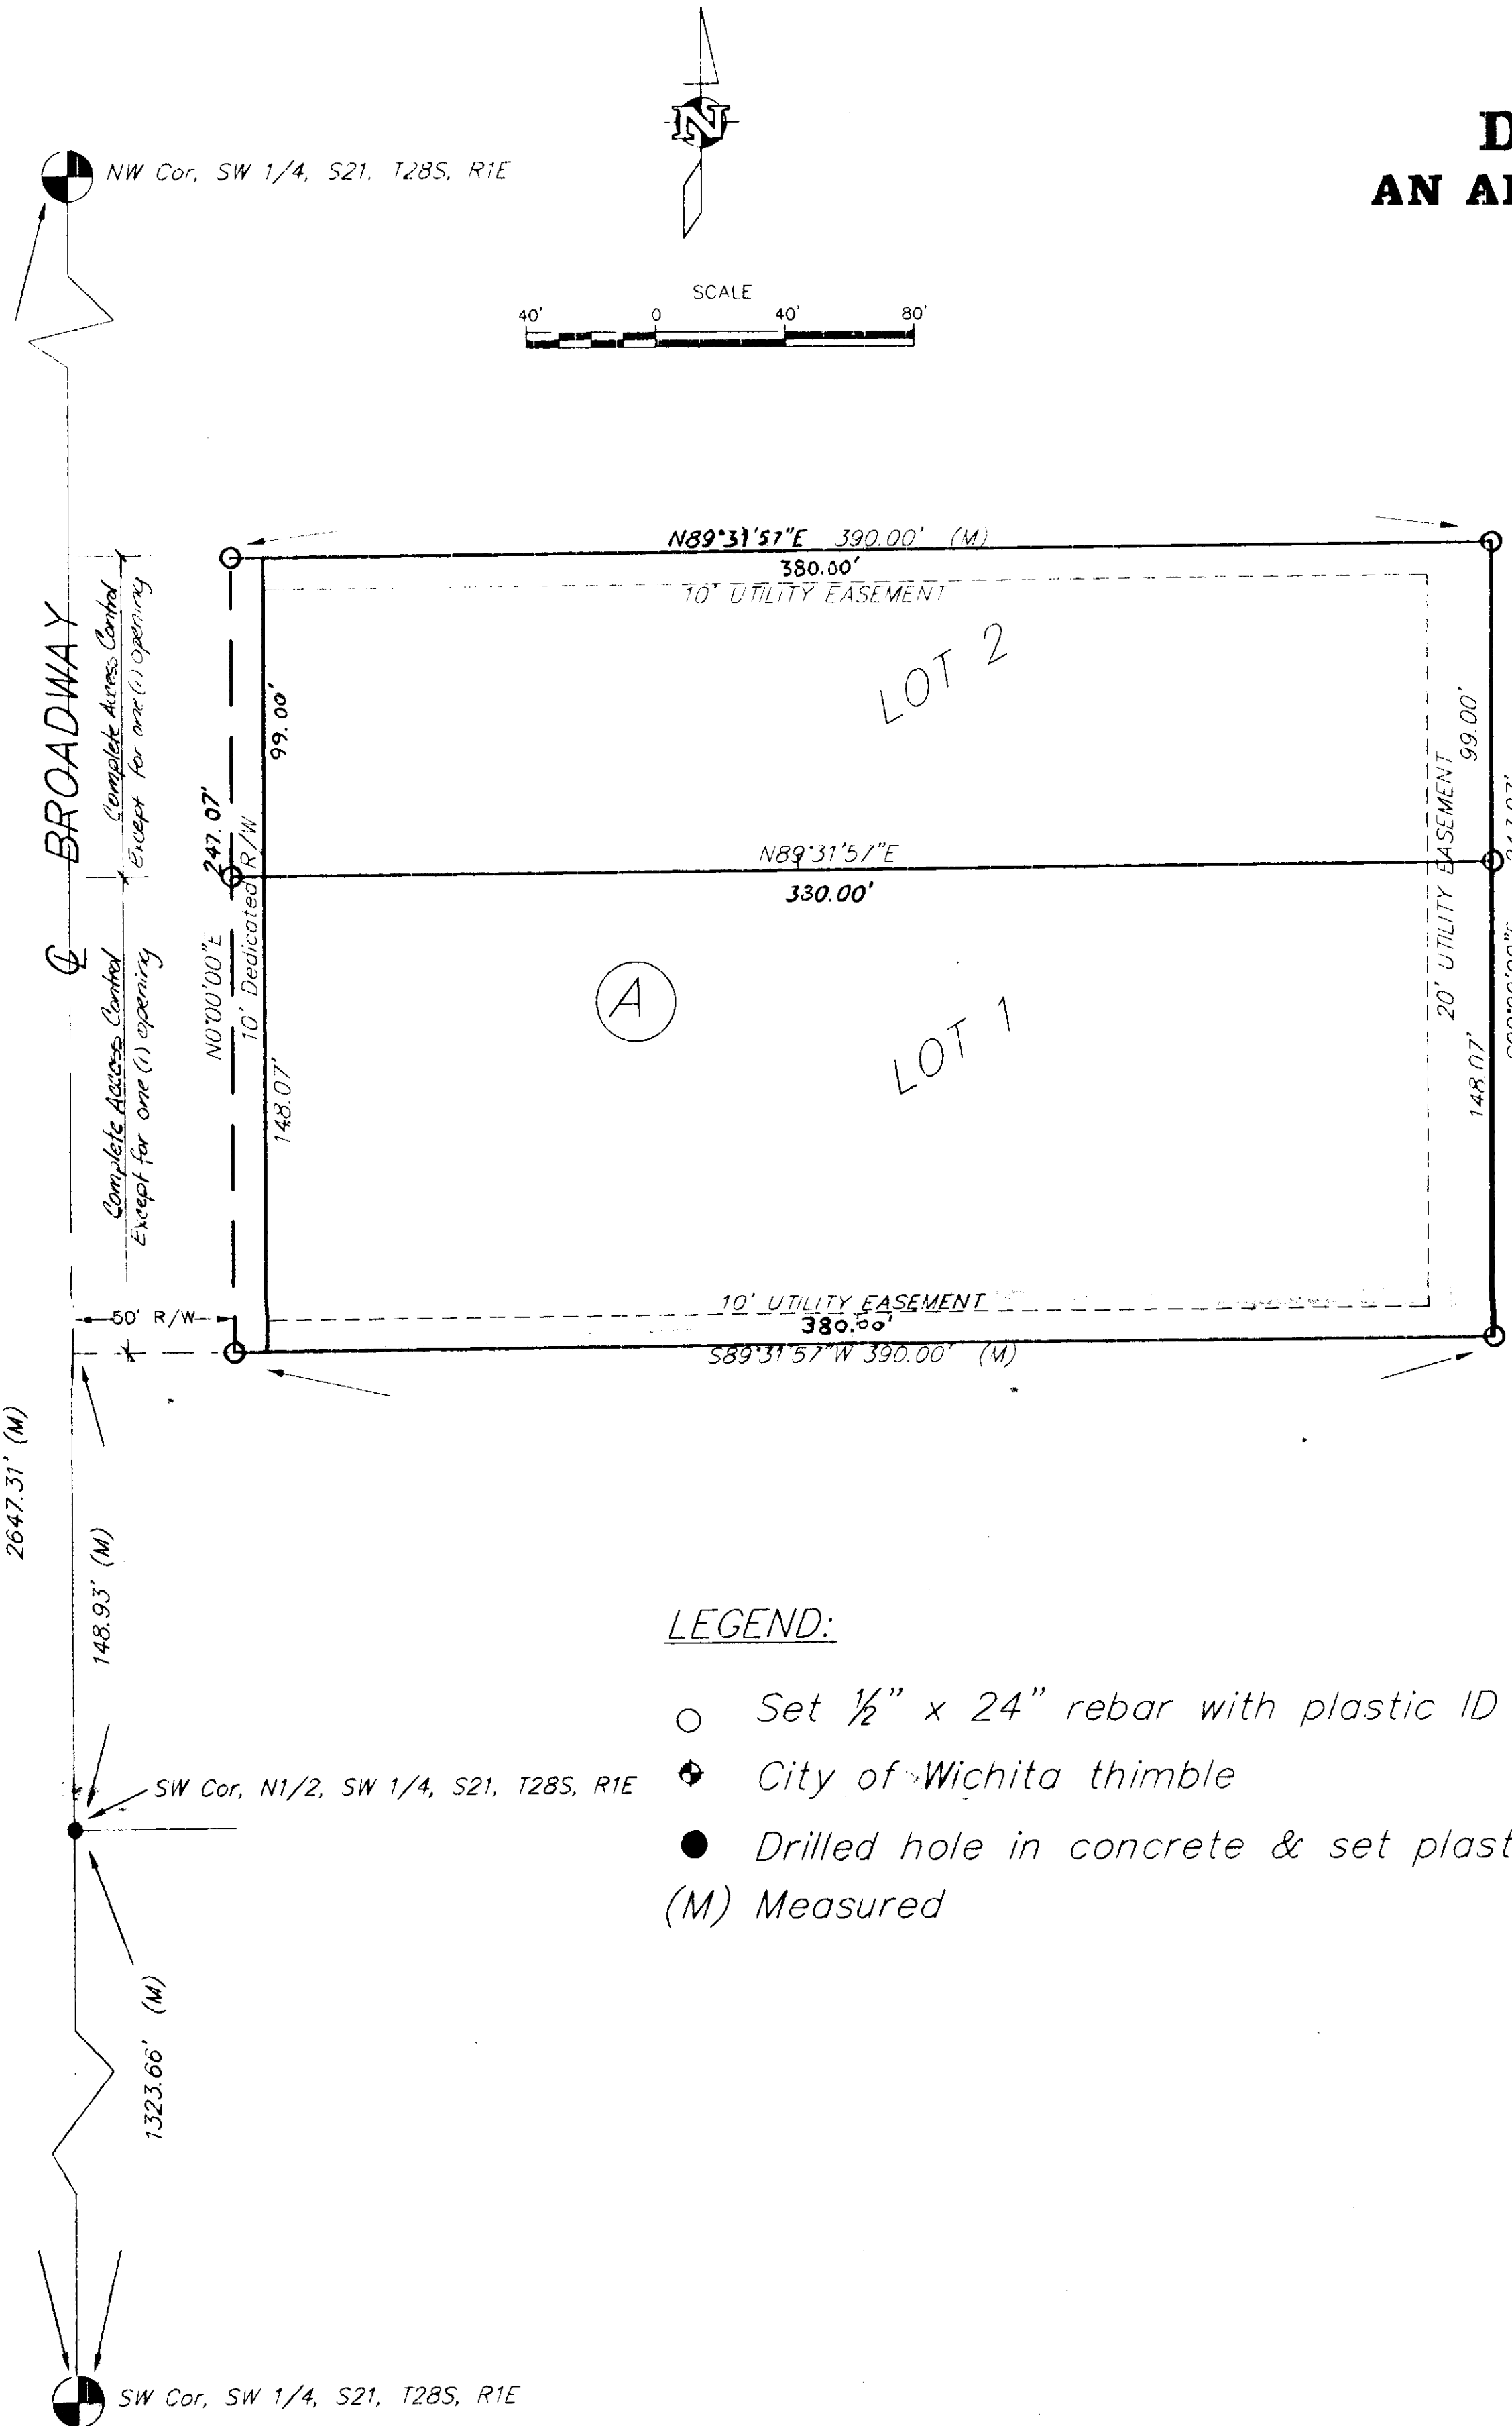 D
AN A
N
NW Cor, SW 1/4, S21, T28S, R1E
SCALE
40' 0 40' 80'
N89°31'57"E 390.00' (M)
380.00'
10' UTILITY EASEMENT
LOT 2
BROADWAY
Complete Access Control
Except for one (1) opening
99.00'
99.00'
247.07'
247.07'
10' Dedicated R/W
N89°31'57"E
330.00'
20' UTILITY EASEMENT
Complete Access Control
Except for one (1) opening
N0°00'00"E
A
LOT 1
148.07'
148.07'
50' R/W
10' UTILITY EASEMENT
380.00'
S89°31'57"W 390.00' (M)
2647.31' (M)
148.93' (M)
LEGEND:
Set ½" x 24" rebar with plastic ID
City of Wichita thimble
Drilled hole in concrete & set plast
(M) Measured
SW Cor, N1/2, SW 1/4, S21, T28S, R1E
1323.66' (M)
SW Cor, SW 1/4, S21, T28S, R1E